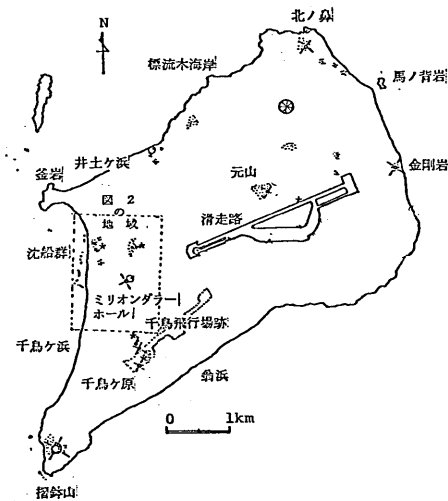 北ノ鼻
N
標流木海岸
馬ノ背岩
井土ケ浜
金剛岩
釜岩
元山
図2
の
地域
滑走路
沈船群
ミリオンダラー
ホール
千鳥飛行場跡
千鳥ケ浜
千鳥ケ原
翁浜
0 1km
摺鉢山